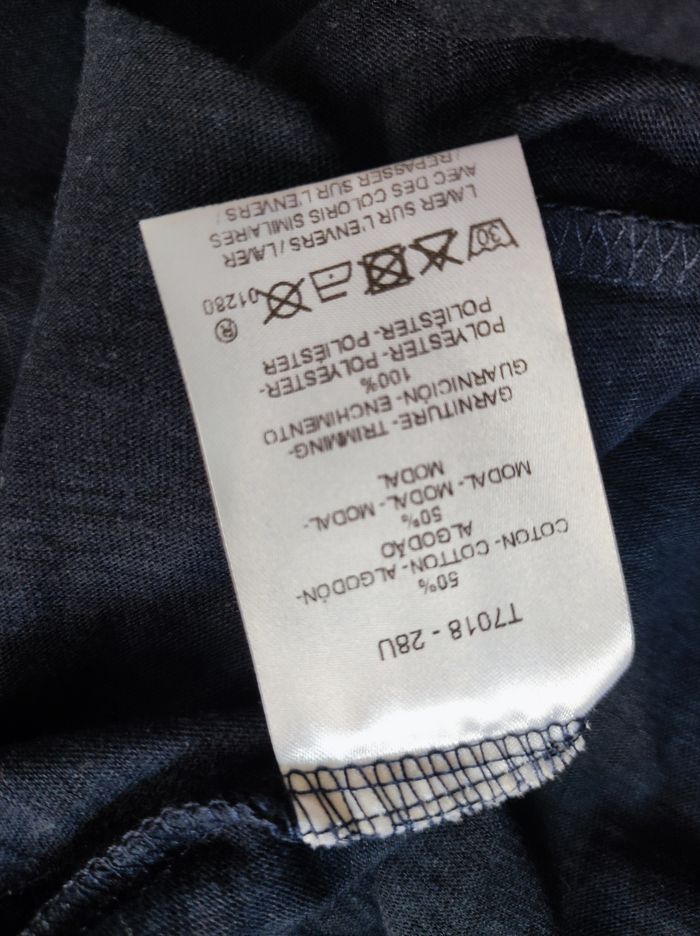 T7018 - 28U
50%
COTON- COTTON- ALGODÓN-
ALGODÃO
50%
MODAL- MODAL- MODAL-
MODAL
GARNITURE- TRIMMING-
GUARNICIÓN- ENCHIMENTO
100%
POLYESTER- POLYESTER-
POLIÉSTER- POLIÉSTER
30
01280
®
LAVER SUR L'ENVERS / LAVER
AVEC DES COLORIS SIMILAIRES
/ REPASSER SUR L'ENVERS /